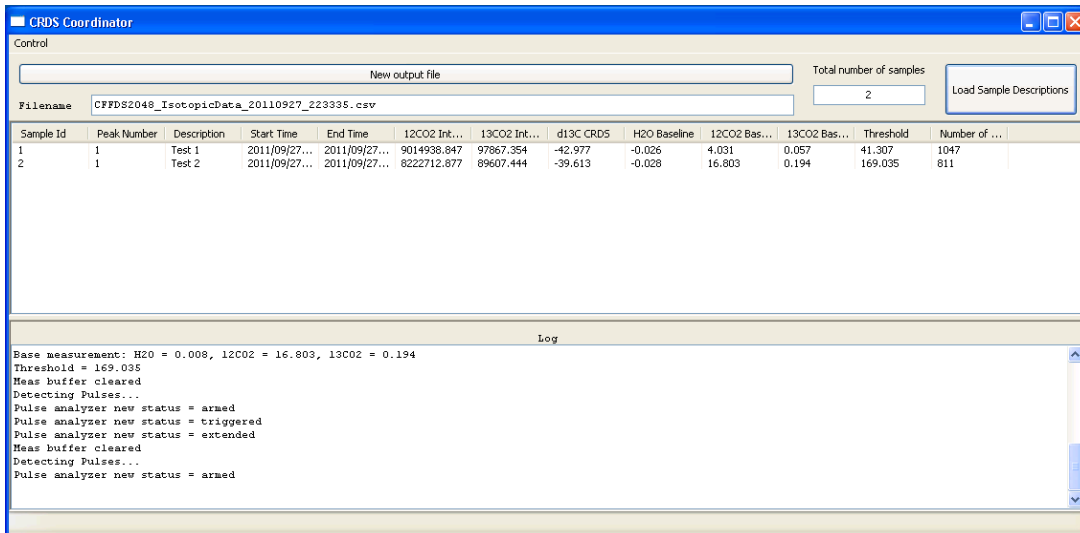 CRDS Coordinator
Control
New output file
Total number of samples
2
Load Sample Descriptions
Filename
CFFDS2048_IsotopicData_20110927_223335.csv
Sample Id Peak Number Description Start Time End Time 12CO2 Int... 13CO2 Int... d13C CRDS H2O Baseline 12CO2 Bas... 13CO2 Bas... Threshold Number of ...
1 1 Test 1 2011/09/27... 2011/09/27... 9014938.847 97867.354 -42.977 -0.026 4.031 0.057 41.307 1047
2 1 Test 2 2011/09/27... 2011/09/27... 8222712.877 89607.444 -39.613 -0.028 16.803 0.194 169.035 811
Log
Base measurement: H2O = 0.008, 12CO2 = 16.803, 13CO2 = 0.194
Threshold = 169.035
Meas buffer cleared
Detecting Pulses...
Pulse analyzer new status = armed
Pulse analyzer new status = triggered
Pulse analyzer new status = extended
Meas buffer cleared
Detecting Pulses...
Pulse analyzer new status = armed